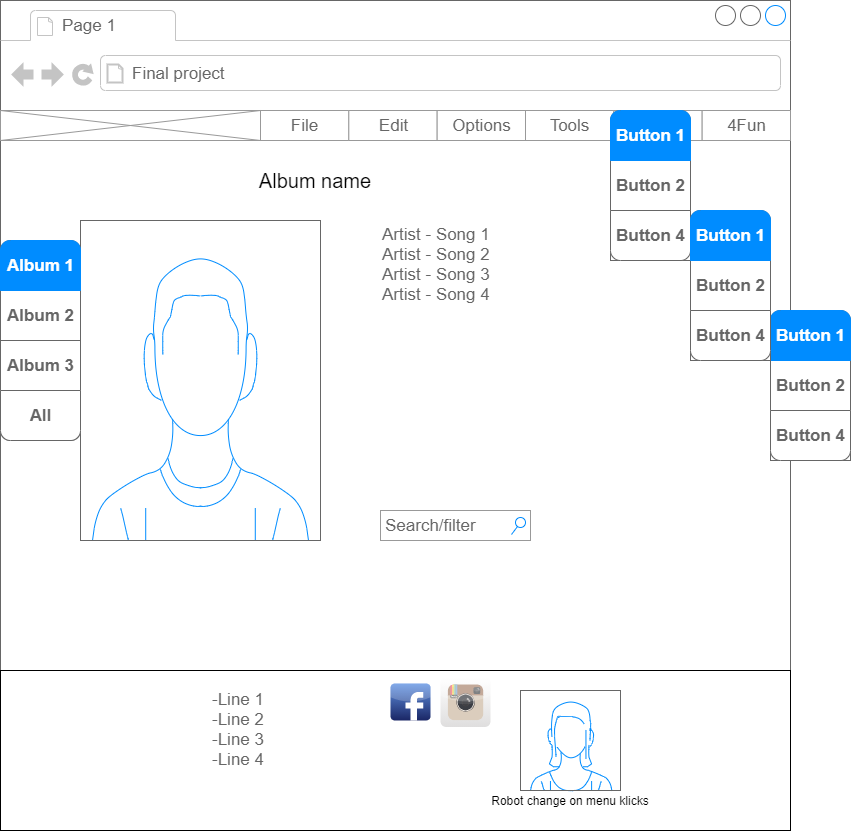 Page 1
Final project
File
Edit
Options
Tools
4Fun
Button 1
Button 2
Button 4
Button 1
Button 2
Button 4
Button 1
Button 2
Button 4
Album name
Album 1
Album 2
Album 3
All
Artist - Song 1
Artist - Song 2
Artist - Song 3
Artist - Song 4
Search/filter
-Line 1
-Line 2
-Line 3
-Line 4
Robot change on menu klicks